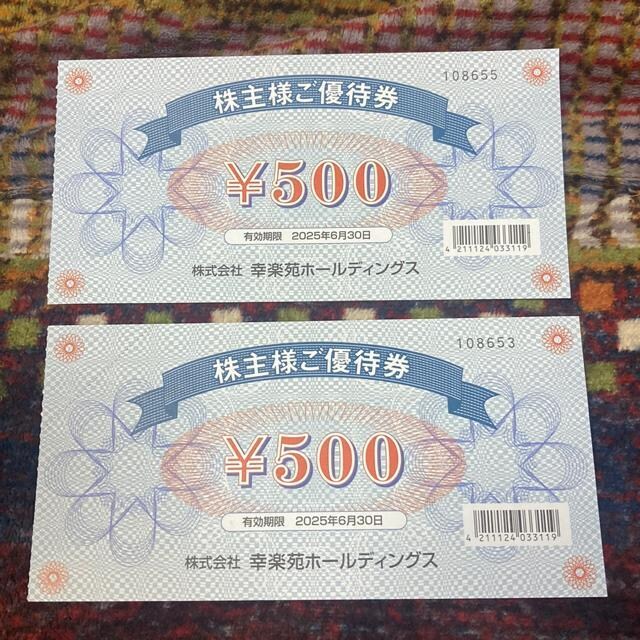 108655
株主様ご優待券
¥500
有効期限 2025年6月30日
4 211124 033119
株式会社 幸楽苑ホールディングス
108653
株主様ご優待券
¥500
有効期限 2025年6月30日
4 211124 033119
株式会社 幸楽苑ホールディングス